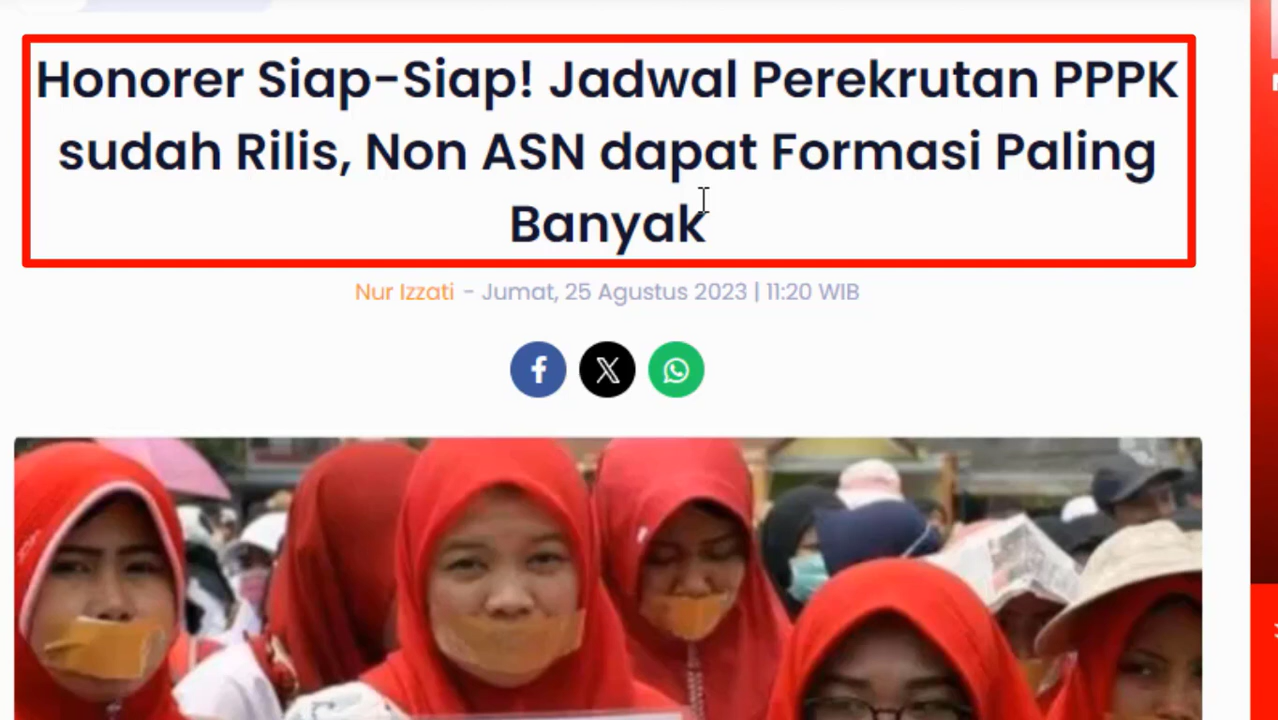 Honorer Siap-Siap! Jadwal Perekrutan PPPK
sudah Rilis, Non ASN dapat Formasi Paling
Banyak
Nur Izzati - Jumat, 25 Agustus 2023 | 11:20 WIB